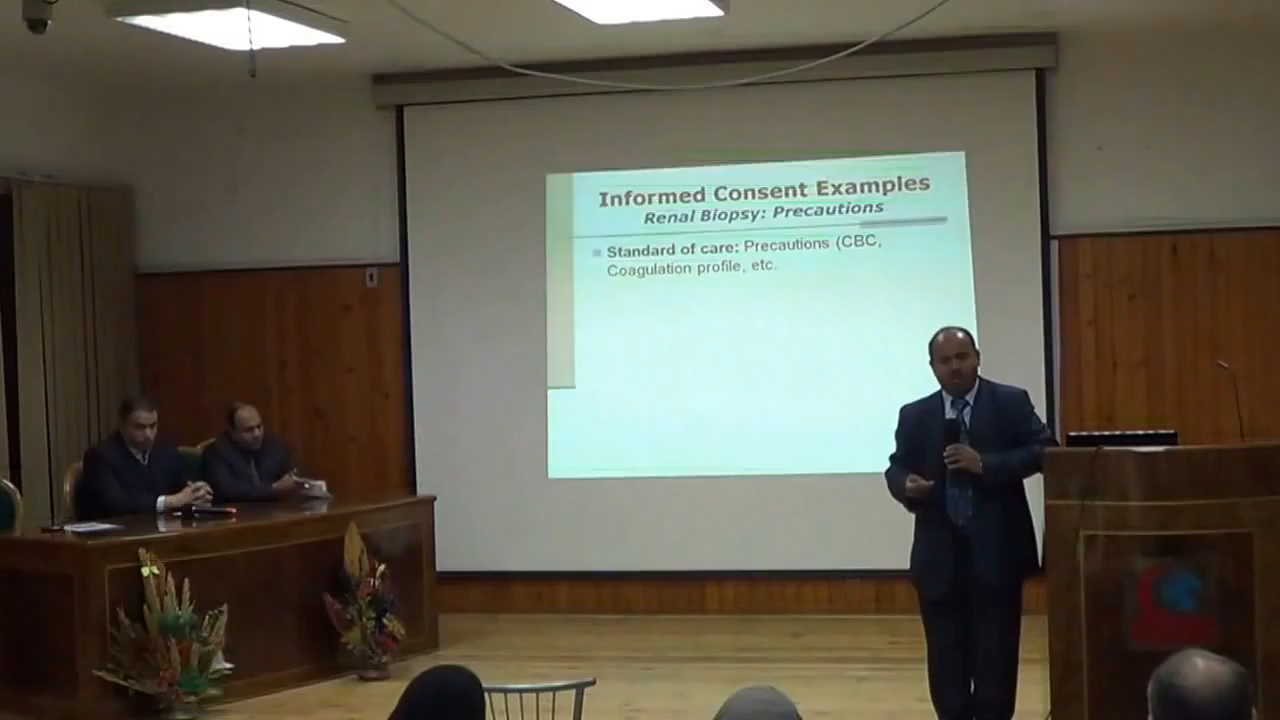 Informed Consent Examples
Renal Biopsy: Precautions
Standard of care: Precautions (CBC,
Coagulation profile, etc.